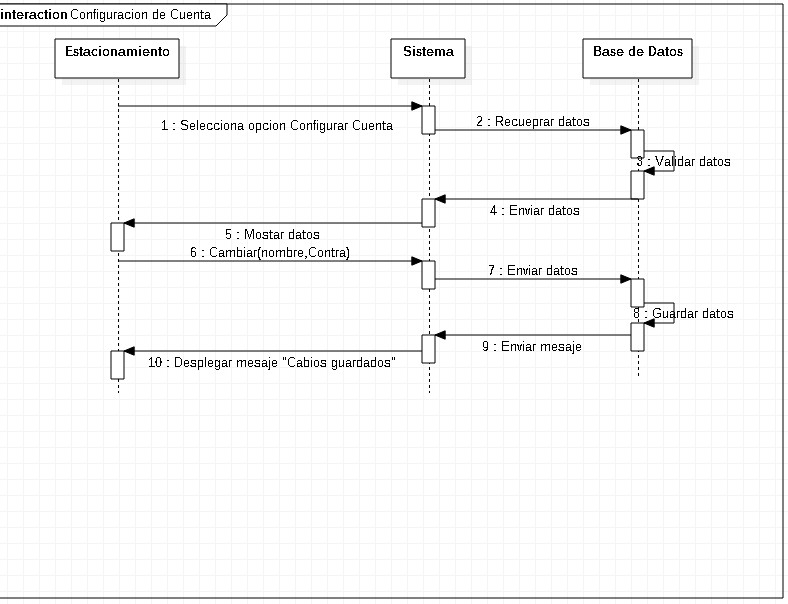 interaction Configuracion de Cuenta
Estacionamiento
Sistema
Base de Datos
1 : Selecciona opcion Configurar Cuenta
2 : Recueprar datos
3 : Validar datos
4 : Enviar datos
5 : Mostar datos
6 : Cambiar(nombre,Contra)
7 : Enviar datos
8 : Guardar datos
9 : Enviar mesaje
10 : Desplegar mesaje "Cabios guardados"